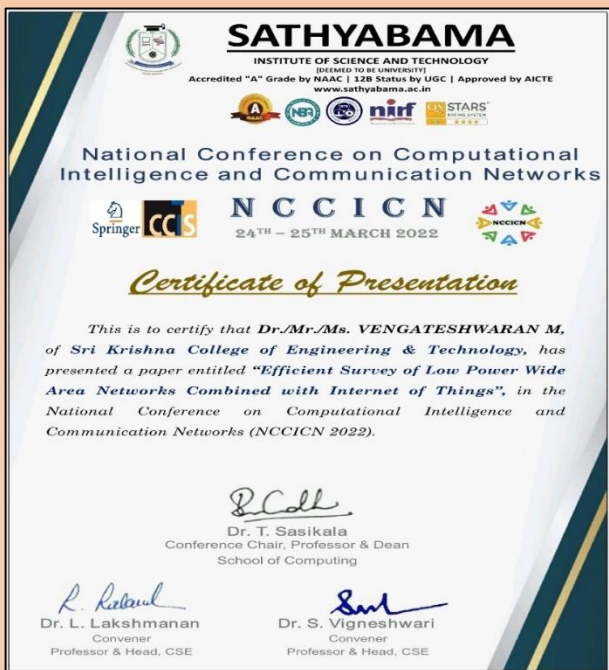 SATHYABAMA
INSTITUTE OF SCIENCE AND TECHNOLOGY
[DEEMED TO BE UNIVERSITY]
Accredited "A" Grade by NAAC | 12B Status by UGC | Approved by AICTE
www.sathyabama.ac.in
A NAAC NBA nirf QS STARS RATING SYSTEM
National Conference on Computational
Intelligence and Communication Networks
Springer CCIS
NCCICN
24TH – 25TH MARCH 2022
NCCICN
Certificate of Presentation
This is to certify that Dr./Mr./Ms. VENGATESHWARAN M,
of Sri Krishna College of Engineering & Technology, has
presented a paper entitled “Efficient Survey of Low Power Wide
Area Networks Combined with Internet of Things”, in the
National Conference on Computational Intelligence and
Communication Networks (NCCICN 2022).
Dr. T. Sasikala
Conference Chair, Professor & Dean
School of Computing
Dr. L. Lakshmanan
Convener
Professor & Head, CSE
Dr. S. Vigneshwari
Convener
Professor & Head, CSE